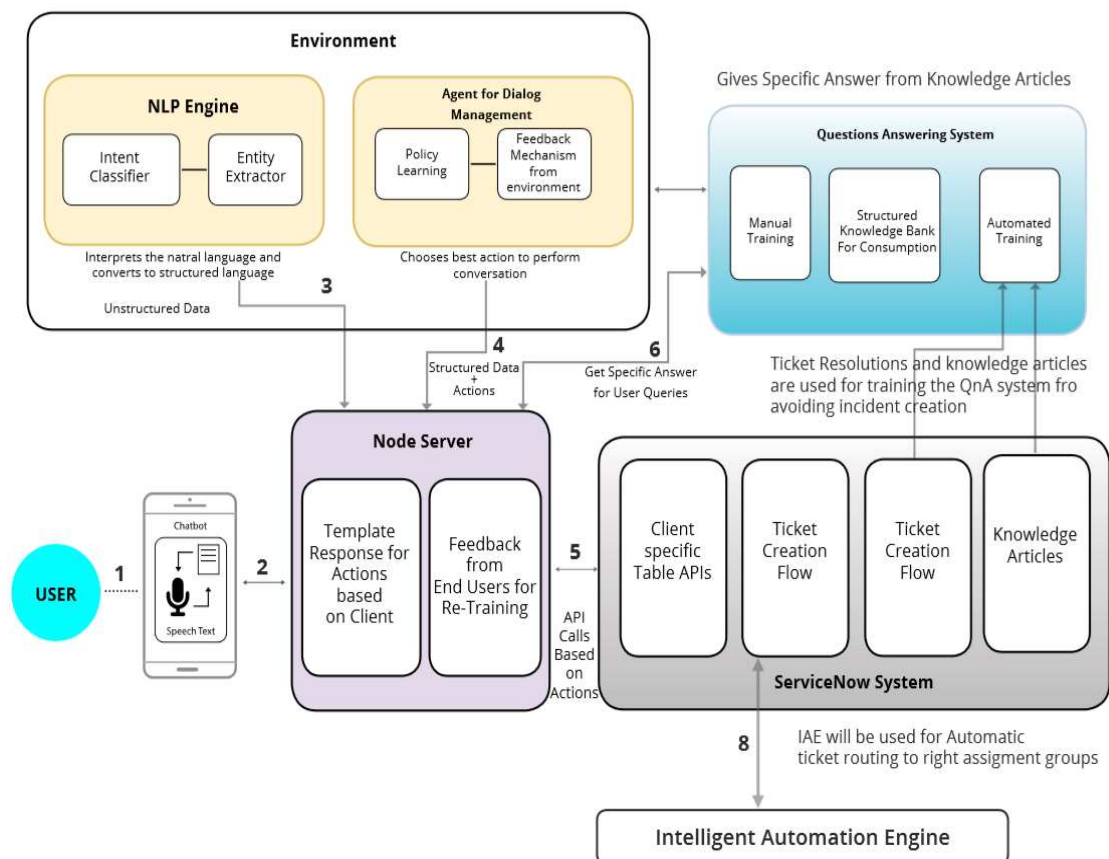 Environment
NLP Engine
Intent
Classifier
Entity
Extractor
Interprets the natral language and
converts to structured language
Unstructured Data
3
Agent for Dialog
Management
Policy
Learning
Feedback
Mechanism
from
environment
Chooses best action to perform
conversation
4
Structured Data
+
Actions
Gives Specific Answer from Knowledge Articles
Questions Answering System
Manual
Training
Structured
Knowledge Bank
For Consumption
Automated
Training
6
Get Specific Answer
for User Queries
Ticket Resolutions and knowledge articles
are used for training the QnA system fro
avoiding incident creation
USER
1
Chatbot
Speech Text
2
Node Server
Template
Response for
Actions
based
on Client
Feedback
from
End Users for
Re-Training
5
API
Calls
Based
on
Actions
Client
specific
Table APIs
Ticket
Creation
Flow
Ticket
Creation
Flow
Knowledge
Articles
ServiceNow System
8
IAE will be used for Automatic
ticket routing to right assigment groups
Intelligent Automation Engine